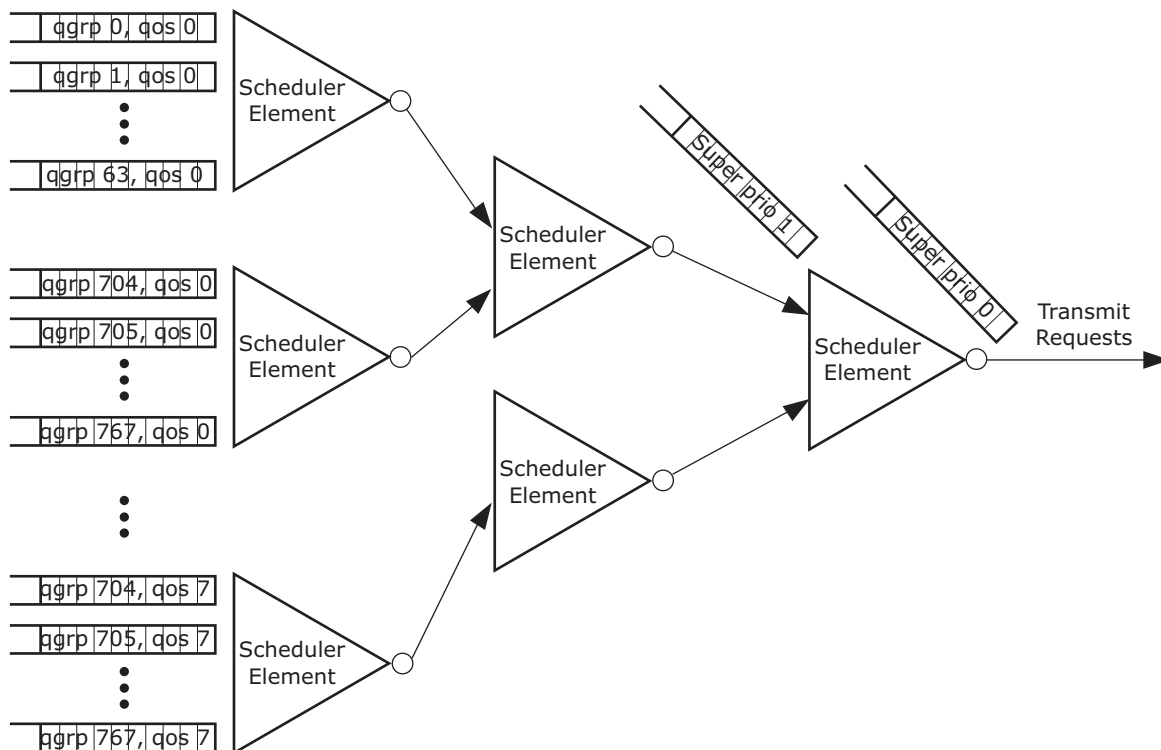 qgrp 0, qos 0
qgrp 1, qos 0
qgrp 63, qos 0
Scheduler
Element
qgrp 704, qos 0
qgrp 705, qos 0
qgrp 767, qos 0
Scheduler
Element
qgrp 704, qos 7
qgrp 705, qos 7
qgrp 767, qos 7
Scheduler
Element
Scheduler
Element
Scheduler
Element
Super prio 1
Super prio 0
Scheduler
Element
Transmit
Requests